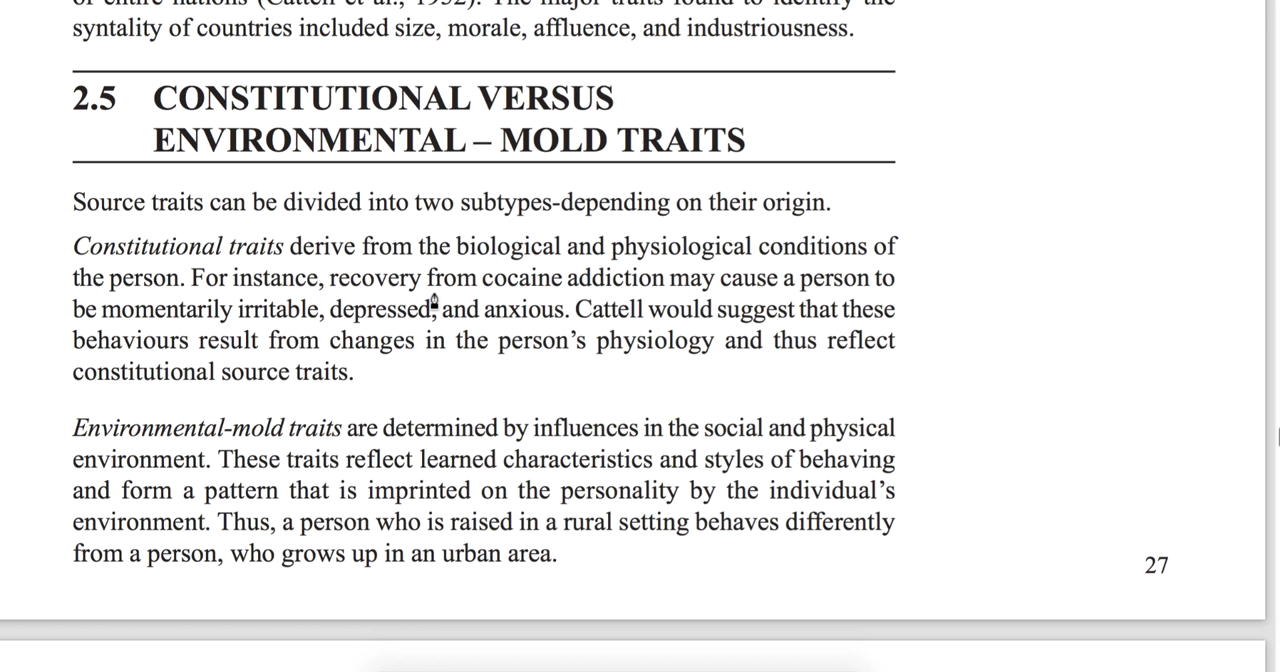 syntality of countries included size, morale, affluence, and industriousness.
2.5 CONSTITUTIONAL VERSUS
ENVIRONMENTAL – MOLD TRAITS
Source traits can be divided into two subtypes-depending on their origin.
Constitutional traits derive from the biological and physiological conditions of
the person. For instance, recovery from cocaine addiction may cause a person to
be momentarily irritable, depressed, and anxious. Cattell would suggest that these
behaviours result from changes in the person’s physiology and thus reflect
constitutional source traits.
Environmental-mold traits are determined by influences in the social and physical
environment. These traits reflect learned characteristics and styles of behaving
and form a pattern that is imprinted on the personality by the individual’s
environment. Thus, a person who is raised in a rural setting behaves differently
from a person, who grows up in an urban area.
27